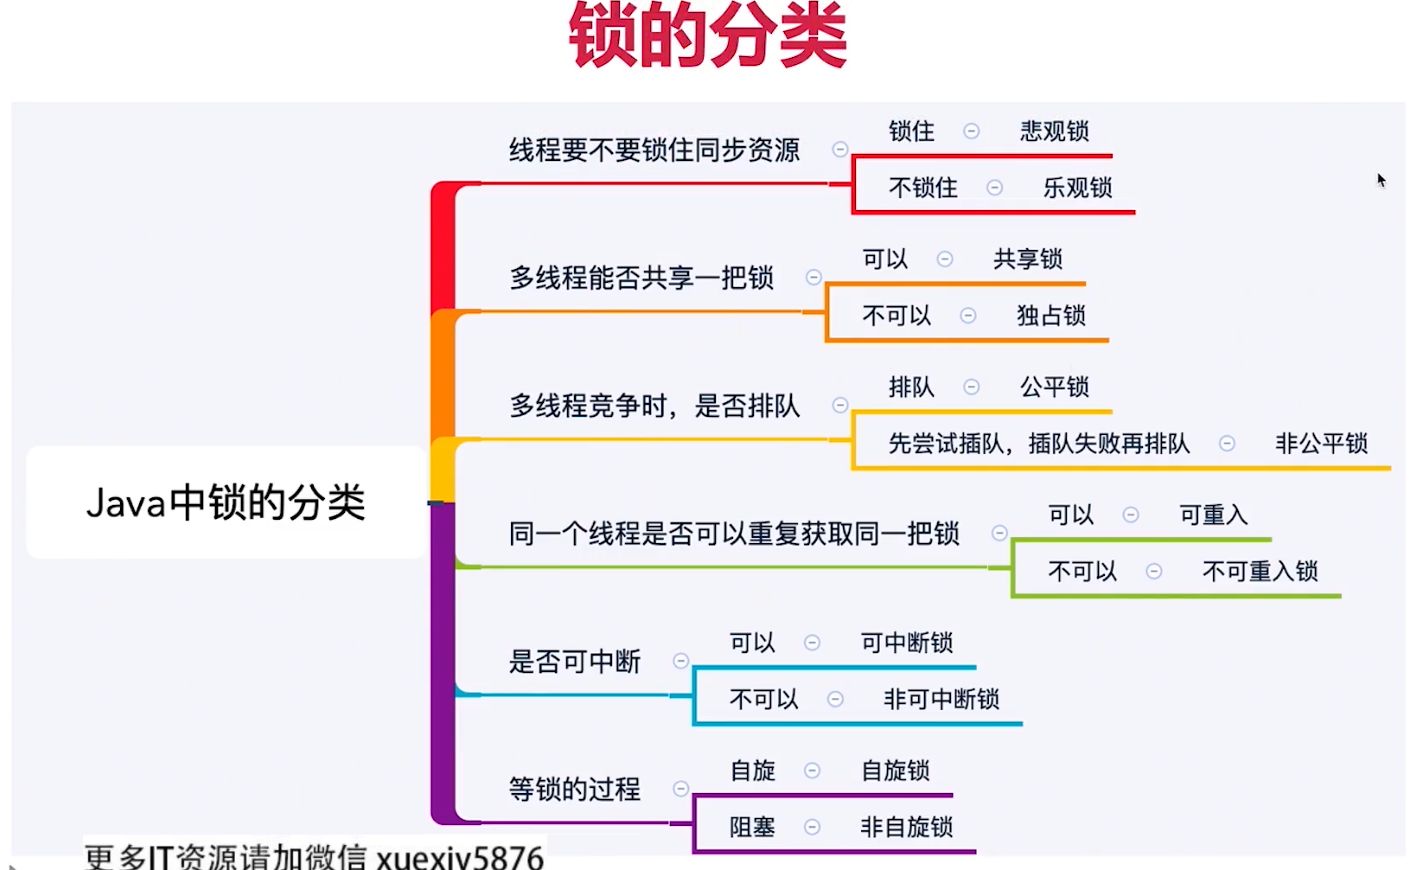 锁的分类
线程要不要锁住同步资源
锁住
悲观锁
不锁住
乐观锁
多线程能否共享一把锁
可以
共享锁
不可以
独占锁
多线程竞争时，是否排队
排队
公平锁
先尝试插队，插队失败再排队
非公平锁
Java中锁的分类
同一个线程是否可以重复获取同一把锁
可以
可重入
不可以
不可重入锁
是否可中断
可以
可中断锁
不可以
非可中断锁
等锁的过程
自旋
自旋锁
阻塞
非自旋锁
更多IT资源请加微信 xuexiy5876